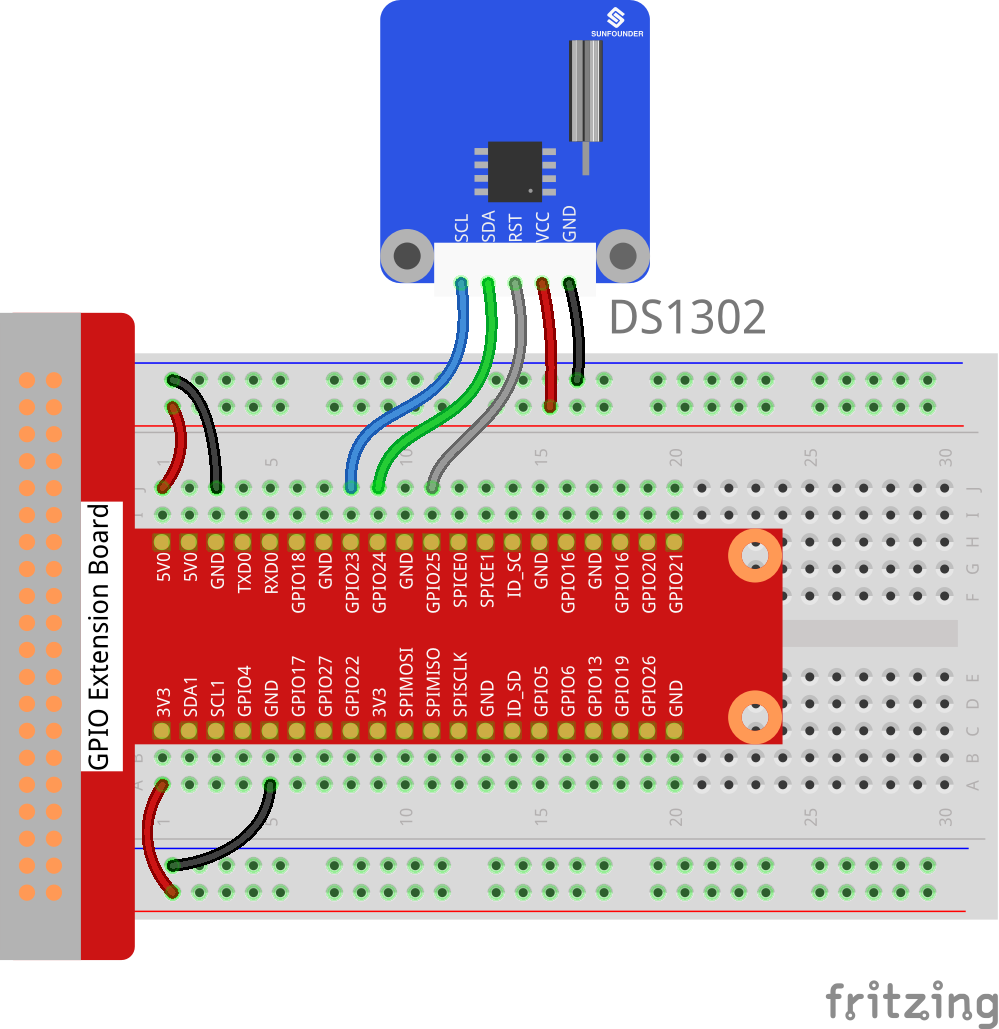 SUNFOUNDER
SCL
SDA
RST
VCC
GND
DS1302
1
5
10
15
20
25
30
J
J
I
I
H
G
F
5V0
5V0
GND
TXD0
RXD0
GPIO18
GND
GPIO23
GPIO24
GND
GPIO25
SPICE0
SPICE1
ID_SC
GND
GPIO16
GND
GPIO16
GPIO20
GPIO21
GPIO Extension Board
3V3
SDA1
SCL1
GPIO4
GND
GPIO17
GPIO27
GPIO22
3V3
SPIMOSI
SPIMISO
SPISCLK
GND
ID_SD
GPIO5
GPIO6
GPIO13
GPIO19
GPIO26
GND
E
D
C
B
B
A
A
1
5
10
15
20
25
30
fritzing